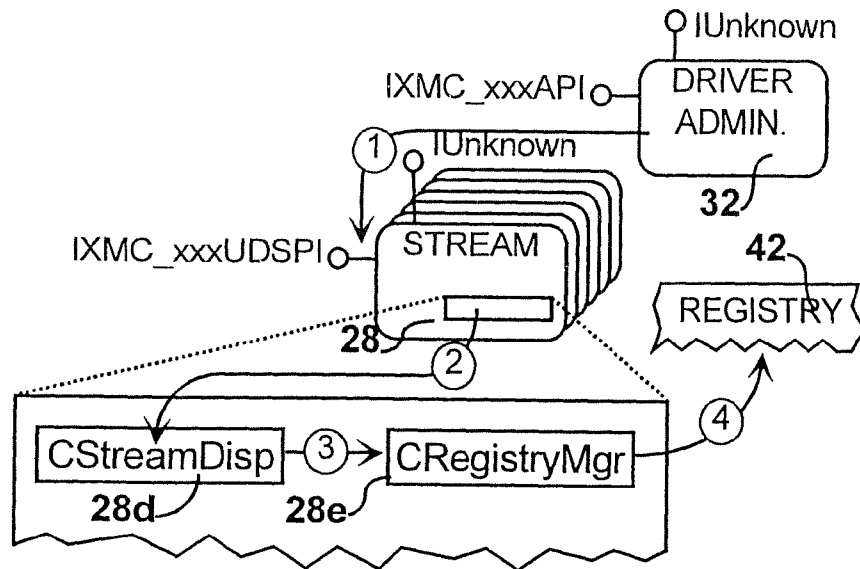 IUnknown
IXMC_xxxAPI
DRIVER
ADMIN.
1
IUnknown
32
IXMC_xxxUDSPI
STREAM
42
REGISTRY
28
2
4
CStreamDisp
3
CRegistryMgr
28d
28e